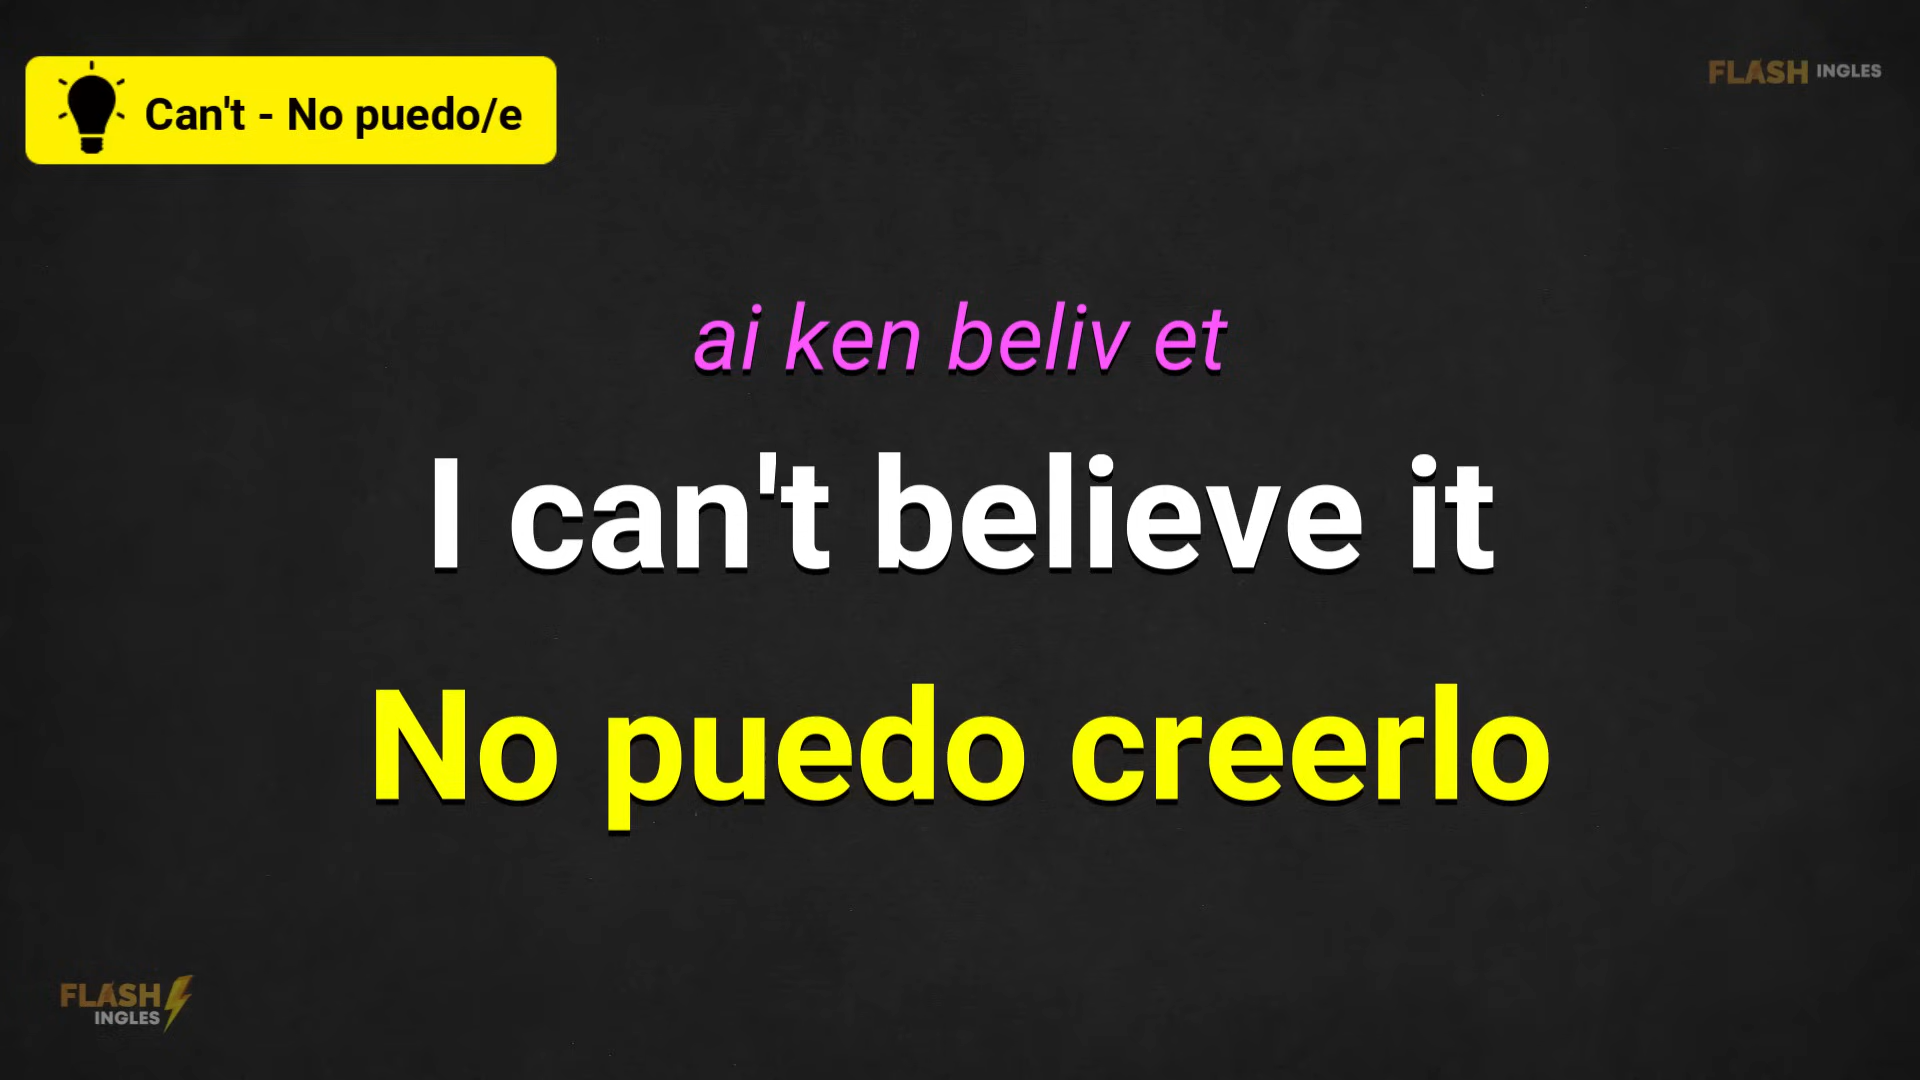 Can't - No puedo/e
FLASH INGLES
ai ken beliv et
I can't believe it
No puedo creerlo
FLASH
INGLES